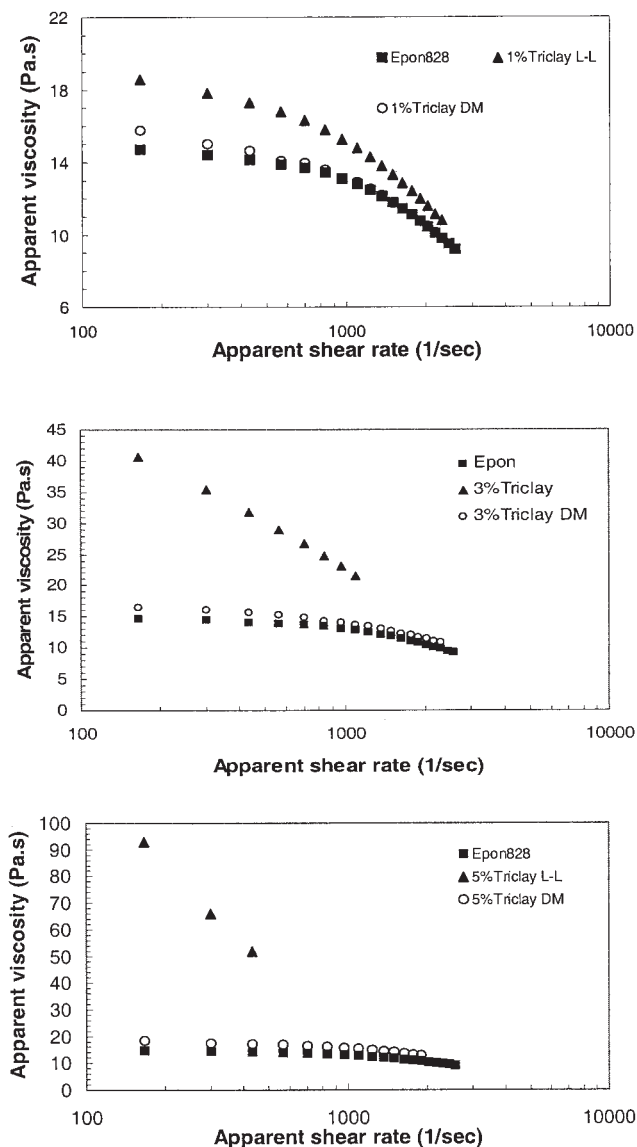 22
18
14
10
6
Apparent viscosity (Pa.s)
Epon828
1%Triclay L-L
1%Triclay DM
100
1000
10000
Apparent shear rate (1/sec)
45
40
35
30
25
20
15
10
5
0
Apparent viscosity (Pa.s)
Epon
3%Triclay
3%Triclay DM
100
1000
10000
Apparent shear rate (1/sec)
100
90
80
70
60
50
40
30
20
10
0
Apparent viscosity (Pa.s)
Epon828
5%Triclay L-L
5%Triclay DM
100
1000
10000
Apparent shear rate (1/sec)